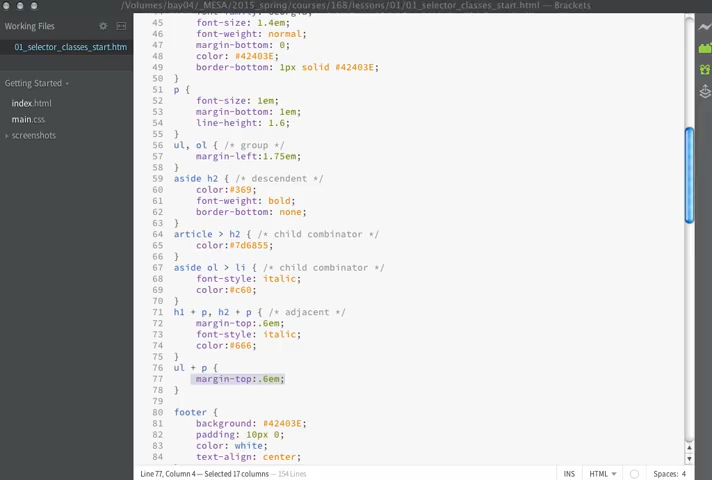 /Volumes/bay04/_MESA/2015_spring/courses/168/lessons/01/01_selector_classes_start.html — Brackets
Working Files
01_selector_classes_start.htm
Getting Started
index.html
main.css
screenshots
45 font-size: 1.4em;
46 font-weight: normal;
47 margin-bottom: 0;
48 color: #42403E;
49 border-bottom: 1px solid #42403E;
50 }
51 p {
52 font-size: 1em;
53 margin-bottom: 1em;
54 line-height: 1.6;
55 }
56 ul, ol { /* group */
57 margin-left:1.75em;
58 }
59 aside h2 { /* descendent */
60 color:#369;
61 font-weight: bold;
62 border-bottom: none;
63 }
64 article > h2 { /* child combinator */
65 color:#7d6855;
66 }
67 aside ol > li { /* child combinator */
68 font-style: italic;
69 color:#c60;
70 }
71 h1 + p, h2 + p { /* adjacent */
72 margin-top:.6em;
73 font-style: italic;
74 color:#666;
75 }
76 ul + p {
77 margin-top:.6em;
78 }
79
80 footer {
81 background: #42403E;
82 padding: 10px 0;
83 color: white;
84 text-align: center;
Line 77, Column 4 — Selected 17 columns — 154 Lines
INS
HTML
Spaces: 4